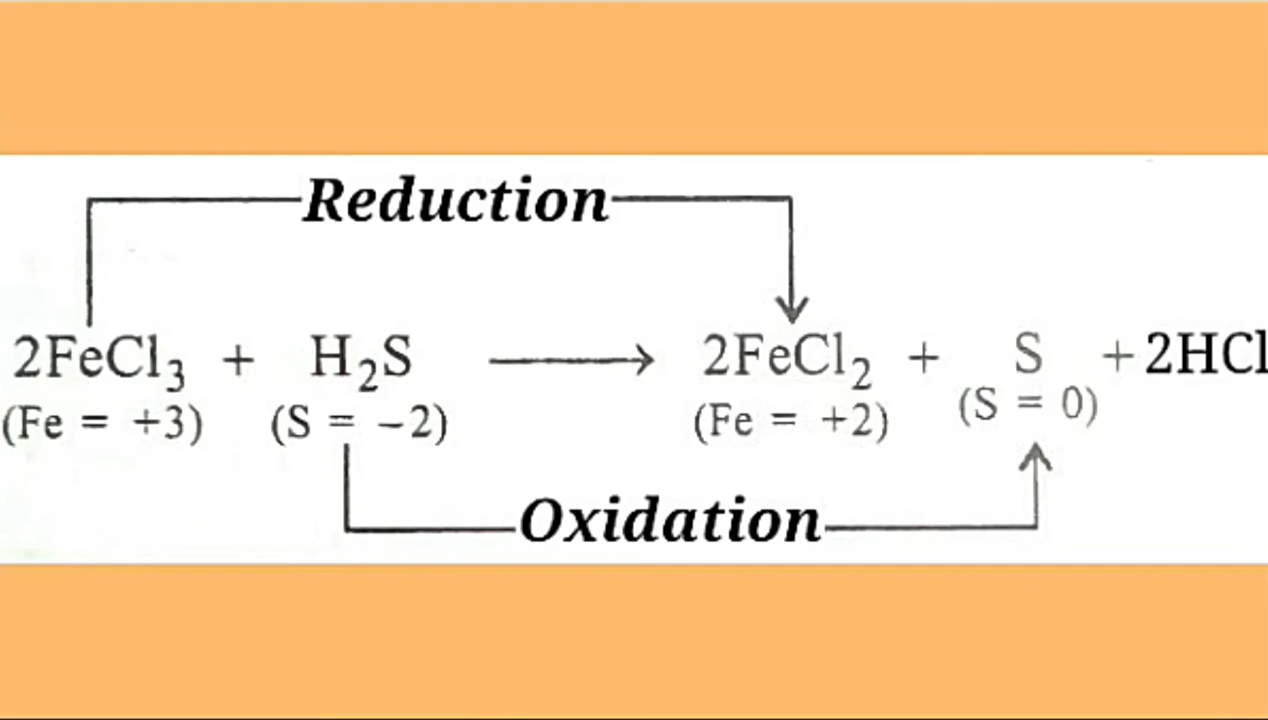 Reduction
2FeCl₃ + H₂S ⟶ 2FeCl₂ + S + 2HCl
(Fe = +3) (S = −2) (Fe = +2) (S = 0)
Oxidation